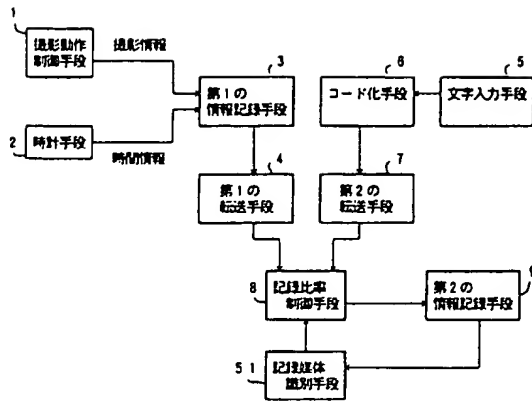 1
撮影動作
制御手段
撮影情報
2
時計手段
時間情報
3
第1の
情報記録手段
6
コード化手段
5
文字入力手段
4
第1の
転送手段
7
第2の
転送手段
8
記録比率
制御手段
第2の
情報記録手段
51
記録媒体
識別手段